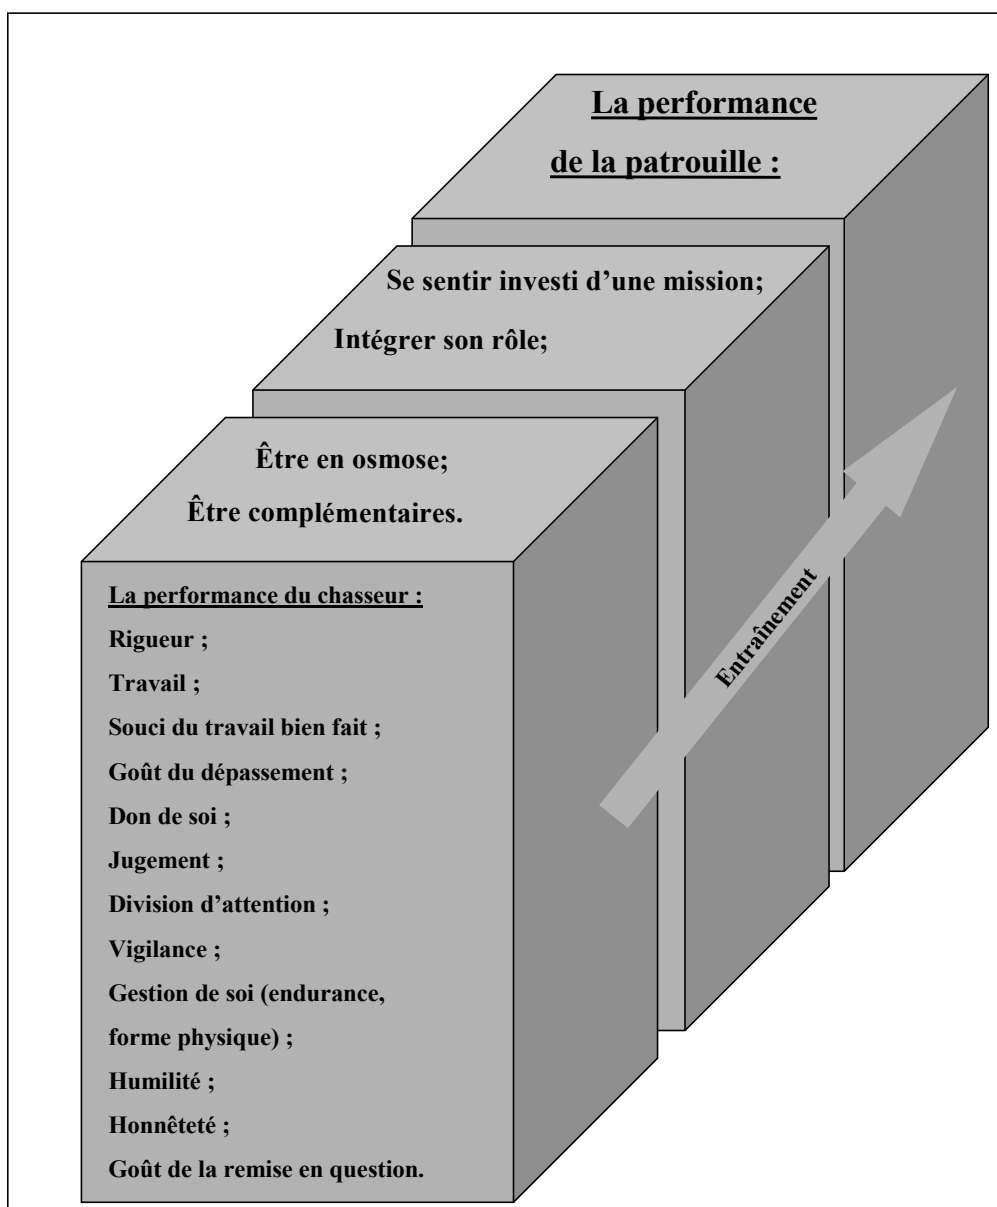 La performance
de la patrouille :
Se sentir investi d’une mission;
Intégrer son rôle;
Être en osmose;
Être complémentaires.
La performance du chasseur :
Rigueur ;
Travail ;
Souci du travail bien fait ;
Goût du dépassement ;
Don de soi ;
Jugement ;
Division d’attention ;
Vigilance ;
Gestion de soi (endurance,
forme physique) ;
Humilité ;
Honnêteté ;
Goût de la remise en question.
Entraînement